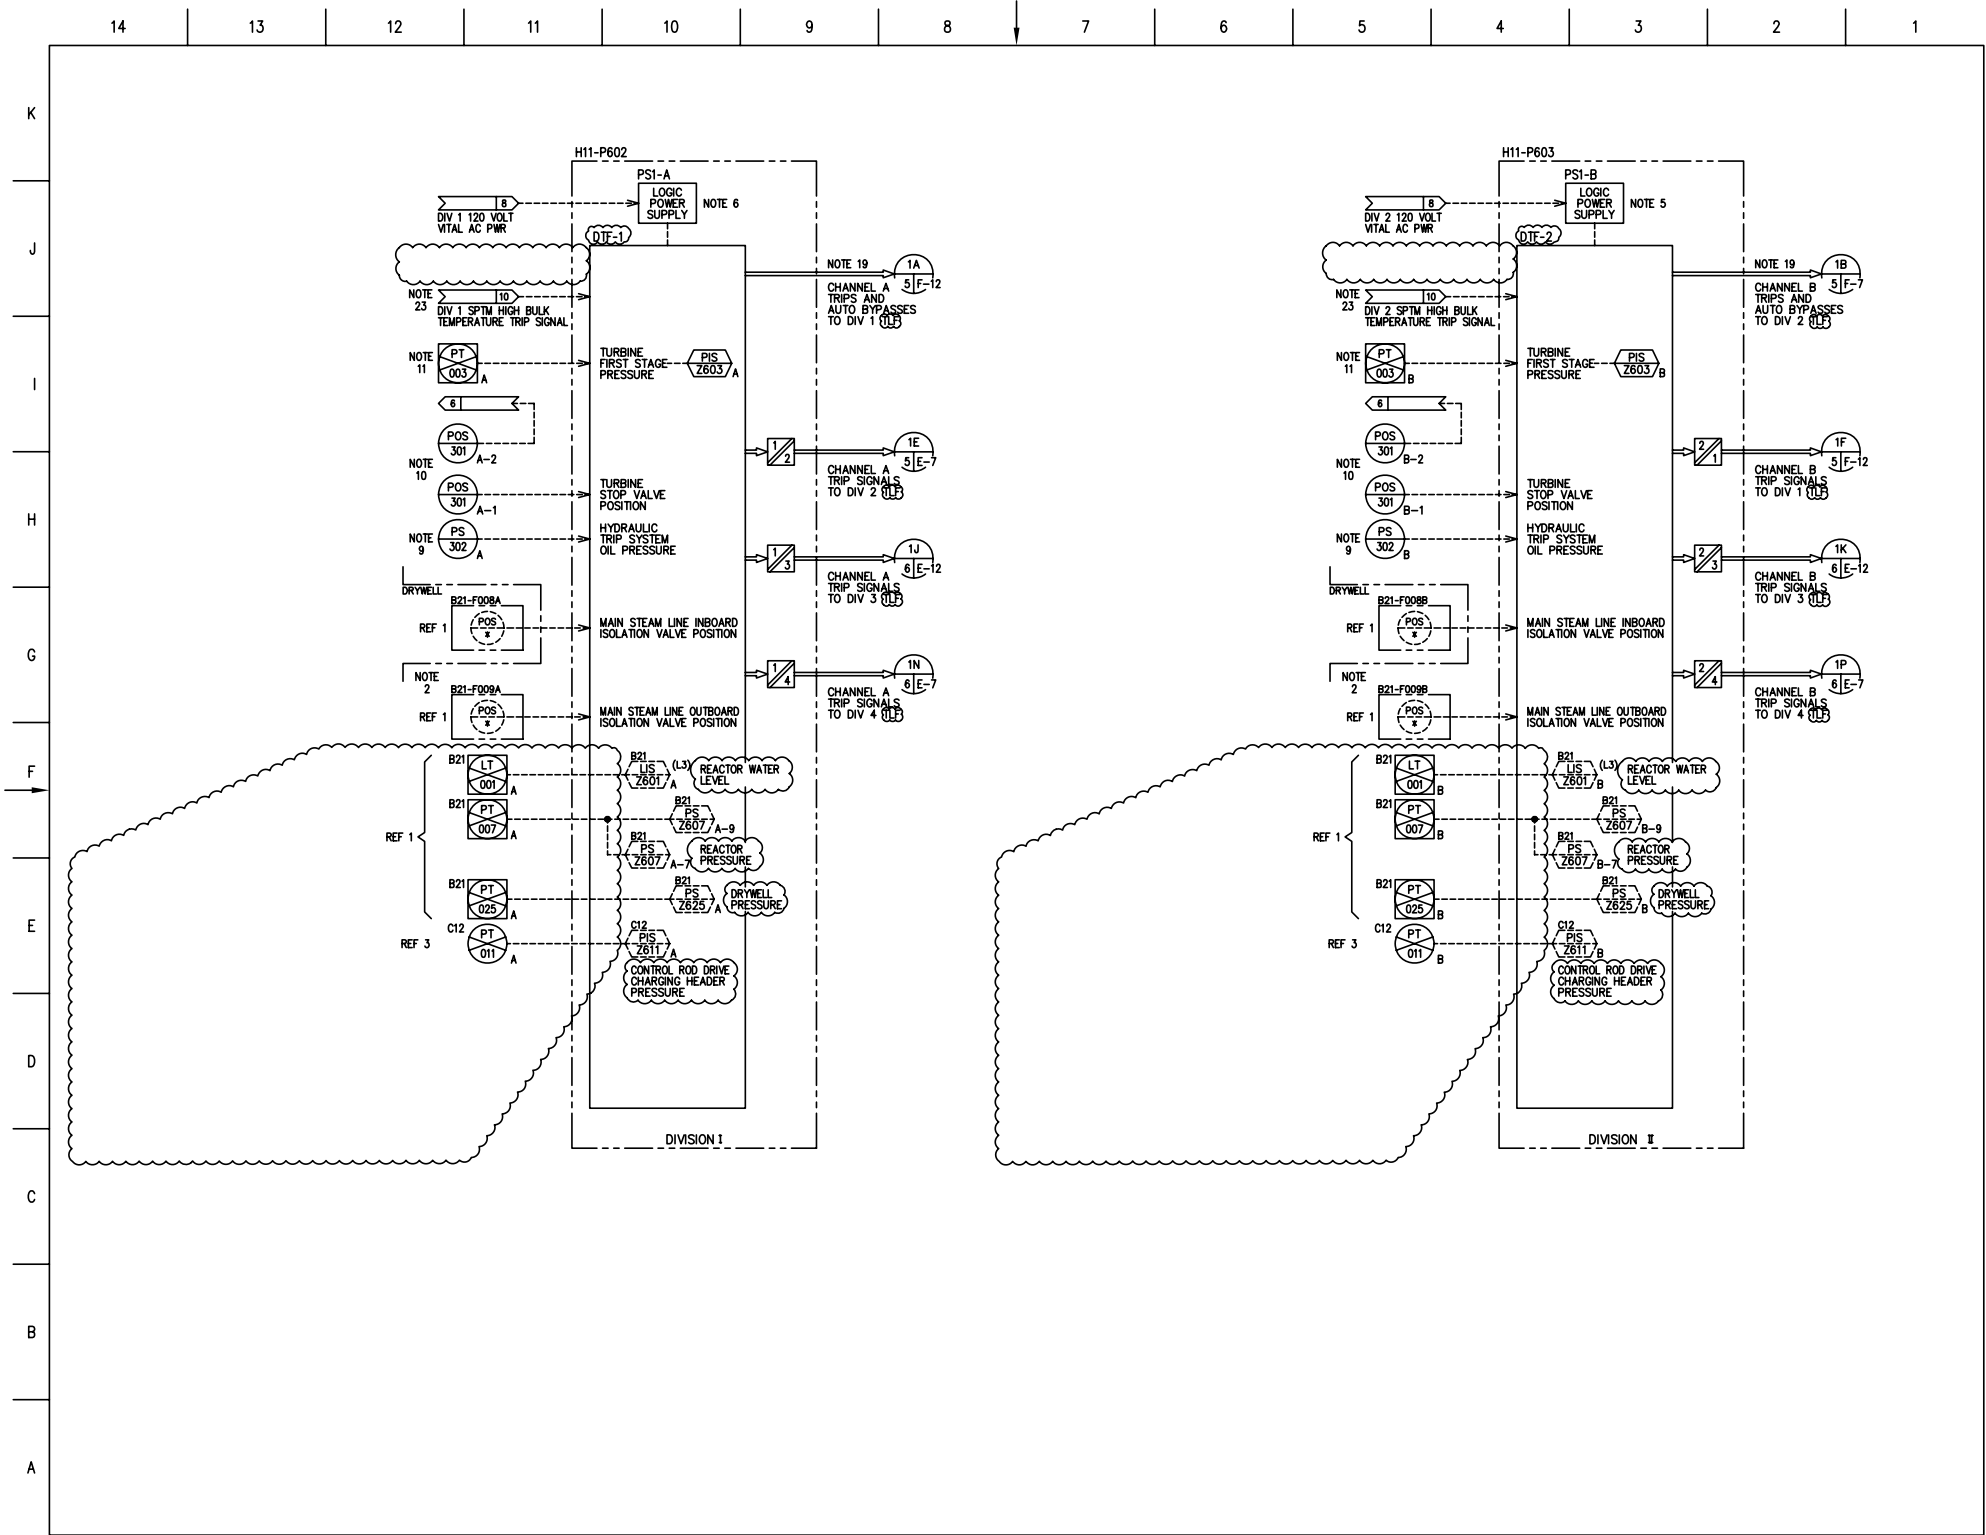 14 13 12 11 10 9 8 7 6 5 4 3 2 1
K
J
I
H
G
F
E
D
C
B
A
H11-P602
PS1-A
LOGIC
POWER
SUPPLY
NOTE 6
8
DIV 1 120 VOLT
VITAL AC PWR
DTF-1
NOTE
23
10
DIV 1 SPTM HIGH BULK
TEMPERATURE TRIP SIGNAL
NOTE 19
1A
5 F-12
CHANNEL A
TRIPS AND
AUTO BYPASSES
TO DIV 1 TLF
NOTE
11
PT
003
A
TURBINE
FIRST STAGE
PRESSURE
PIS
Z603
A
6
POS
301
A-2
NOTE
10
POS
301
A-1
TURBINE
STOP VALVE
POSITION
1
2
1E
5 E-7
CHANNEL A
TRIP SIGNALS
TO DIV 2 TLF
NOTE
9
PS
302
A
HYDRAULIC
TRIP SYSTEM
OIL PRESSURE
1
3
1J
6 E-12
CHANNEL A
TRIP SIGNALS
TO DIV 3 TLF
DRYWELL
B21-F008A
REF 1
POS
*
MAIN STEAM LINE INBOARD
ISOLATION VALVE POSITION
NOTE
2
1
4
1N
6 E-7
CHANNEL A
TRIP SIGNALS
TO DIV 4 TLF
B21-F009A
REF 1
POS
*
MAIN STEAM LINE OUTBOARD
ISOLATION VALVE POSITION
REF 1
B21
LT
001
A
B21
LIS
Z601
A
(L3)
REACTOR WATER
LEVEL
B21
PT
007
A
B21
PS
Z607
A-9
B21
PS
Z607
A-7
REACTOR
PRESSURE
B21
PT
025
A
B21
PS
Z625
A
DRYWELL
PRESSURE
REF 3
C12
PT
011
A
C12
PIS
Z611
A
CONTROL ROD DRIVE
CHARGING HEADER
PRESSURE
DIVISION I
H11-P603
PS1-B
LOGIC
POWER
SUPPLY
NOTE 5
8
DIV 2 120 VOLT
VITAL AC PWR
DTF-2
NOTE
23
10
DIV 2 SPTM HIGH BULK
TEMPERATURE TRIP SIGNAL
NOTE 19
1B
5 F-7
CHANNEL B
TRIPS AND
AUTO BYPASSES
TO DIV 2 TLF
NOTE
11
PT
003
B
TURBINE
FIRST STAGE
PRESSURE
PIS
Z603
B
6
POS
301
B-2
NOTE
10
POS
301
B-1
TURBINE
STOP VALVE
POSITION
2
1
1F
5 F-12
CHANNEL B
TRIP SIGNALS
TO DIV 1 TLF
NOTE
9
PS
302
B
HYDRAULIC
TRIP SYSTEM
OIL PRESSURE
2
3
1K
6 E-12
CHANNEL B
TRIP SIGNALS
TO DIV 3 TLF
DRYWELL
B21-F008B
REF 1
POS
*
MAIN STEAM LINE INBOARD
ISOLATION VALVE POSITION
NOTE
2
2
4
1P
6 E-7
CHANNEL B
TRIP SIGNALS
TO DIV 4 TLF
B21-F009B
REF 1
POS
*
MAIN STEAM LINE OUTBOARD
ISOLATION VALVE POSITION
REF 1
B21
LT
001
B
B21
LIS
Z601
B
(L3)
REACTOR WATER
LEVEL
B21
PT
007
B
B21
PS
Z607
B-9
B21
PS
Z607
B-7
REACTOR
PRESSURE
B21
PT
025
B
B21
PS
Z625
B
DRYWELL
PRESSURE
REF 3
C12
PT
011
B
C12
PIS
Z611
B
CONTROL ROD DRIVE
CHARGING HEADER
PRESSURE
DIVISION II